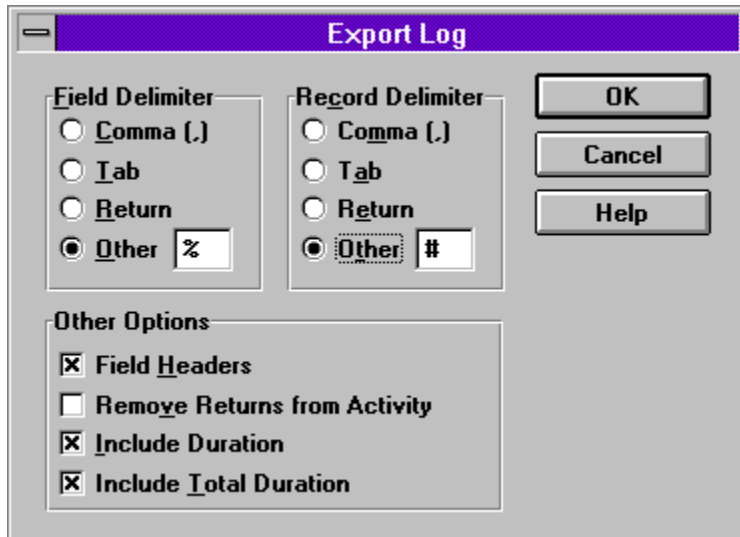 Export Log
Field Delimiter
Comma (,)
Tab
Return
Other %
Record Delimiter
Comma (,)
Tab
Return
Other #
OK
Cancel
Help
Other Options
Field Headers
Remove Returns from Activity
Include Duration
Include Total Duration